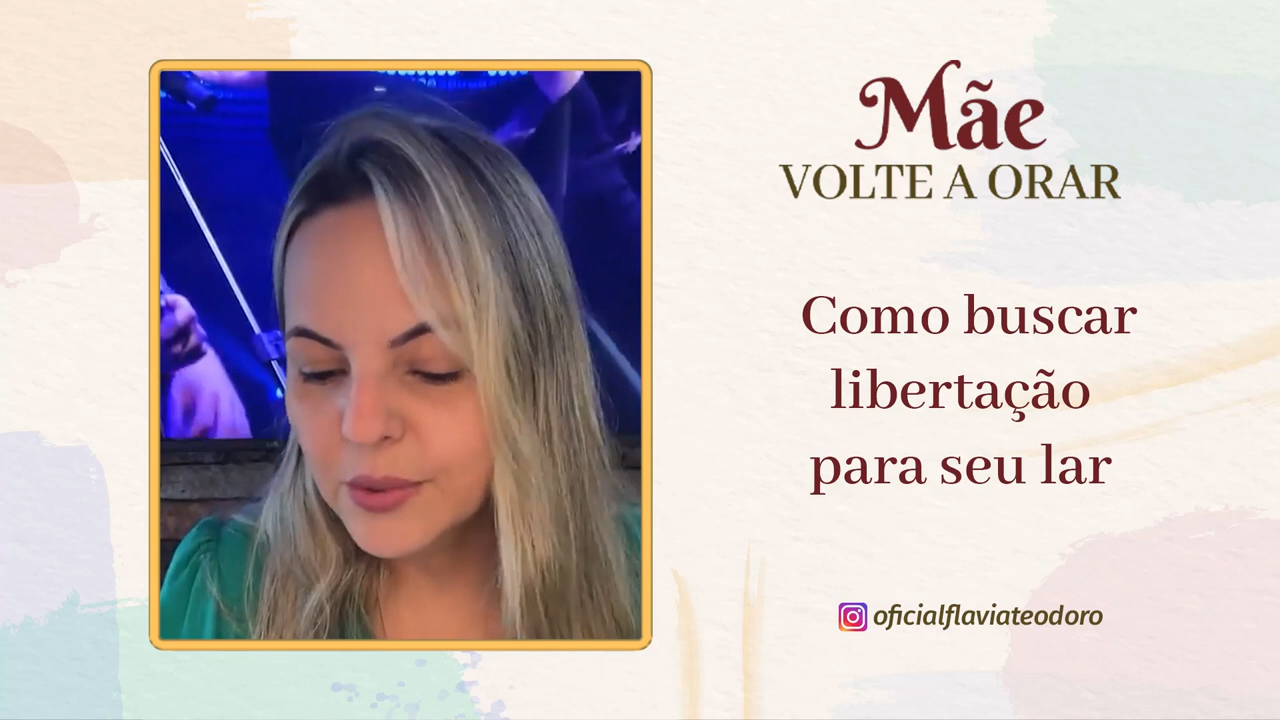 Mãe
VOLTE A ORAR
Como buscar
libertação
para seu lar
oficialflaviateodoro